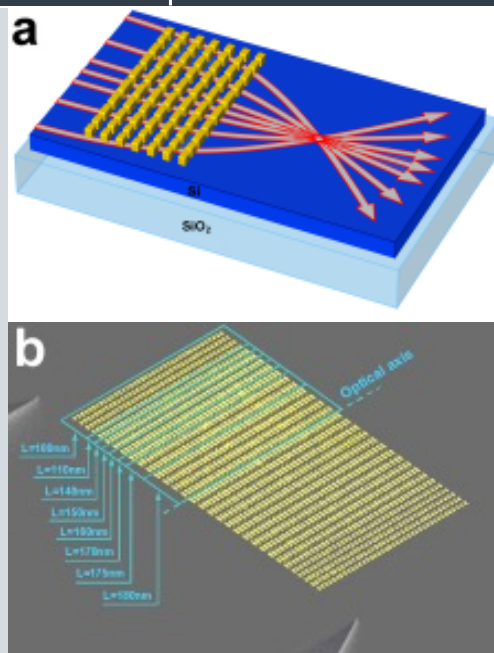 a
Si
SiO₂
b
Optical axis
L=100nm
L=110nm
L=140nm
L=150nm
L=160nm
L=170nm
L=175nm
L=180nm